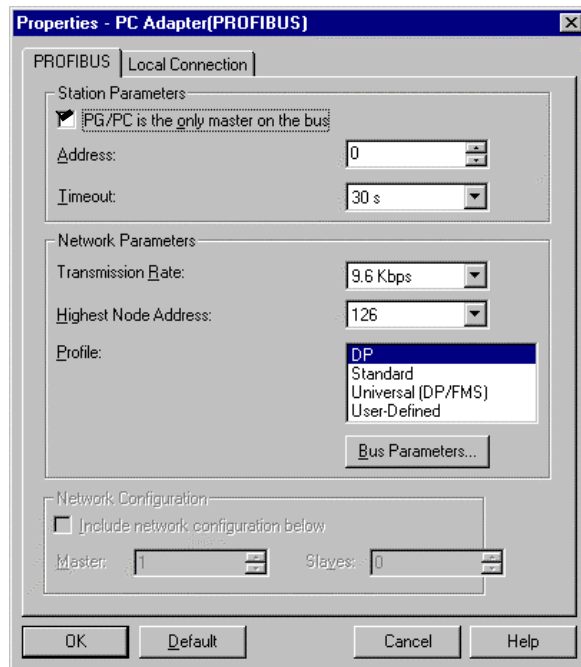 Properties - PC Adapter(PROFIBUS)
PROFIBUS Local Connection
Station Parameters
PG/PC is the only master on the bus
Address: 0
Timeout: 30 s
Network Parameters
Transmission Rate: 9.6 Kbps
Highest Node Address: 126
Profile: DP
Standard
Universal (DP/FMS)
User-Defined
Bus Parameters...
Network Configuration
Include network configuration below
Master: 1 Slaves: 0
OK Default Cancel Help